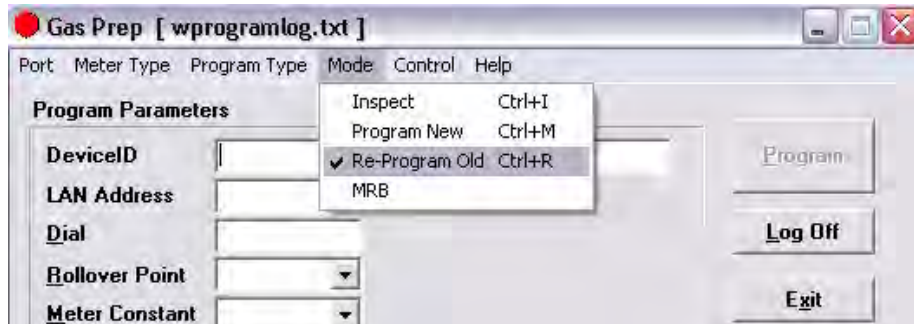 Gas Prep [ wprogramlog.txt ]
Port Meter Type Program Type Mode Control Help
Inspect Ctrl+I
Program New Ctrl+M
Re-Program Old Ctrl+R
MRB
Program Parameters
DeviceID
LAN Address
Dial
Rollover Point
Meter Constant
Program
Log Off
Exit